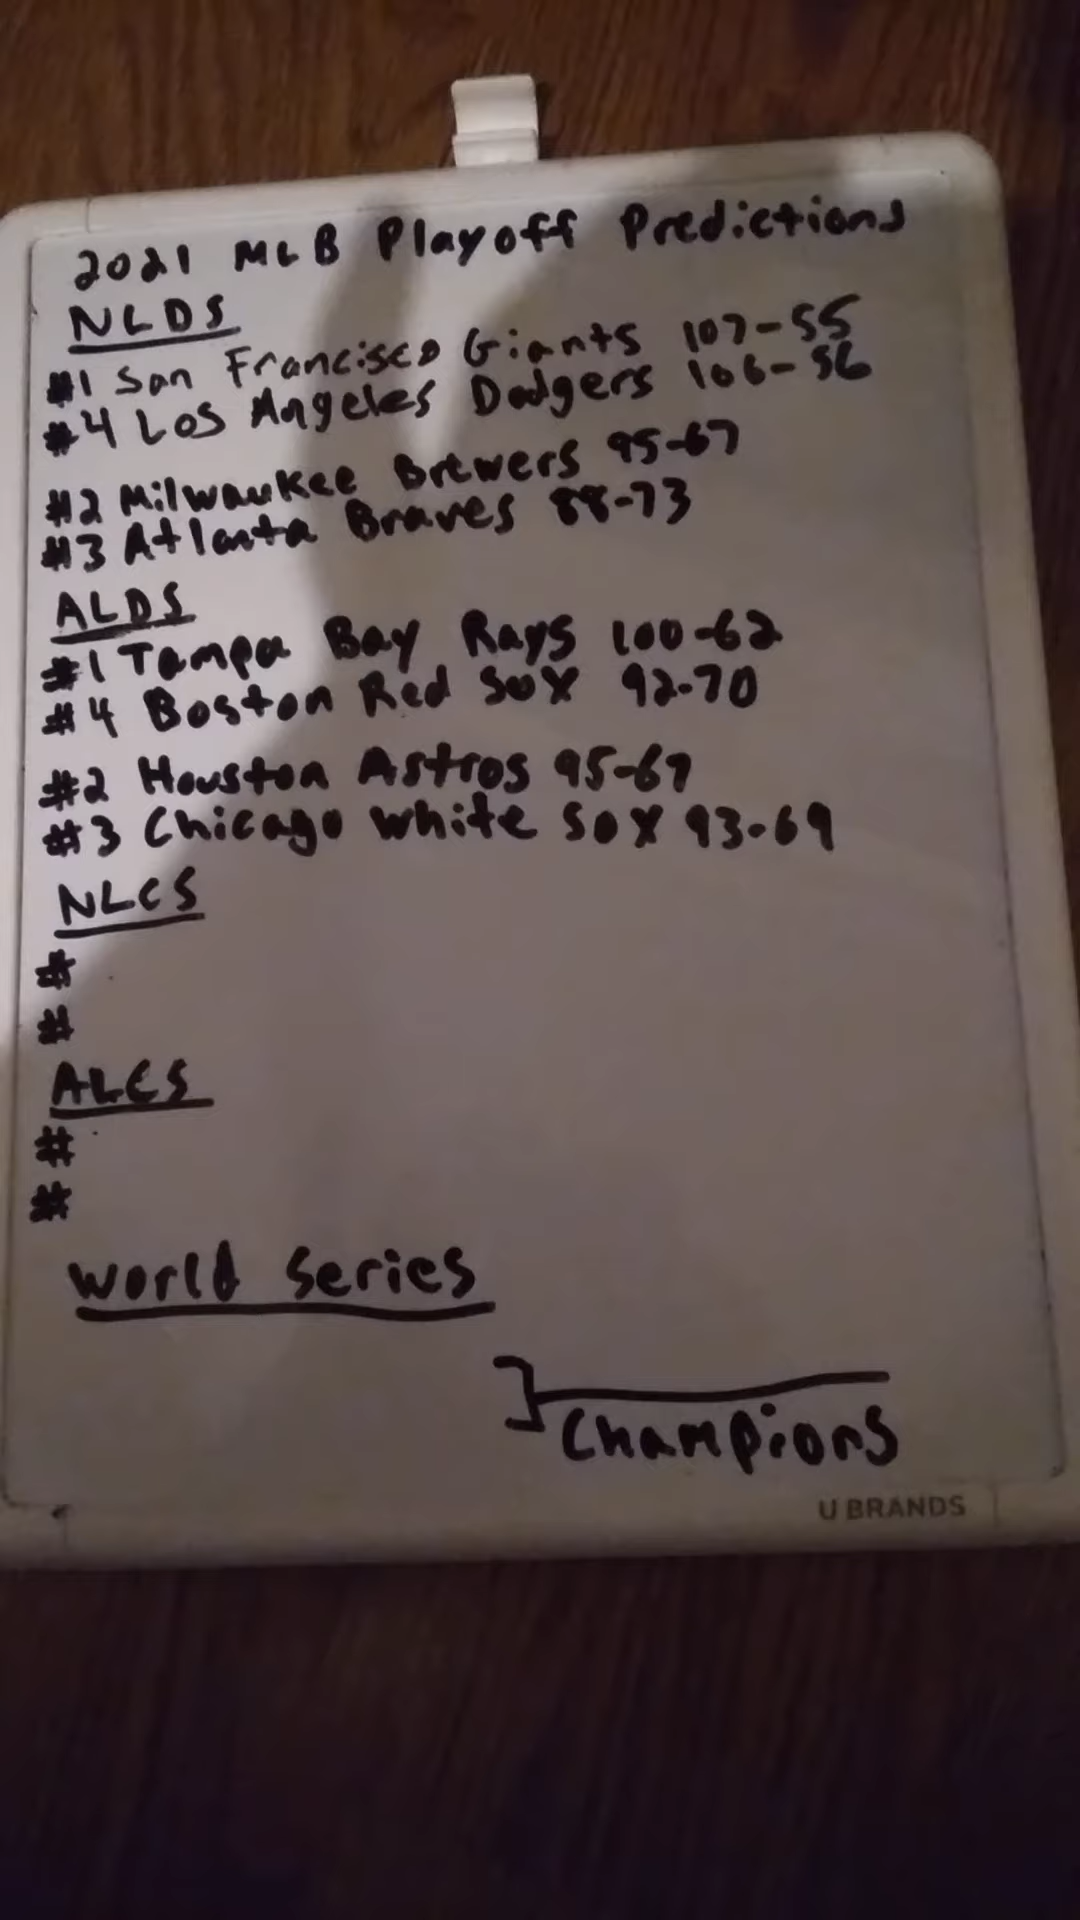 2021 MLB Playoff Predictions
NLDS
#1 San Francisco Giants 107-55
#4 Los Angeles Dodgers 106-56
#2 Milwaukee Brewers 95-67
#3 Atlanta Braves 88-73
ALDS
#1 Tampa Bay Rays 100-62
#4 Boston Red Sox 92-70
#2 Houston Astros 95-67
#3 Chicago White Sox 93-69
NLCS
#
#
ALCS
#
#
World Series
Champions
U BRANDS